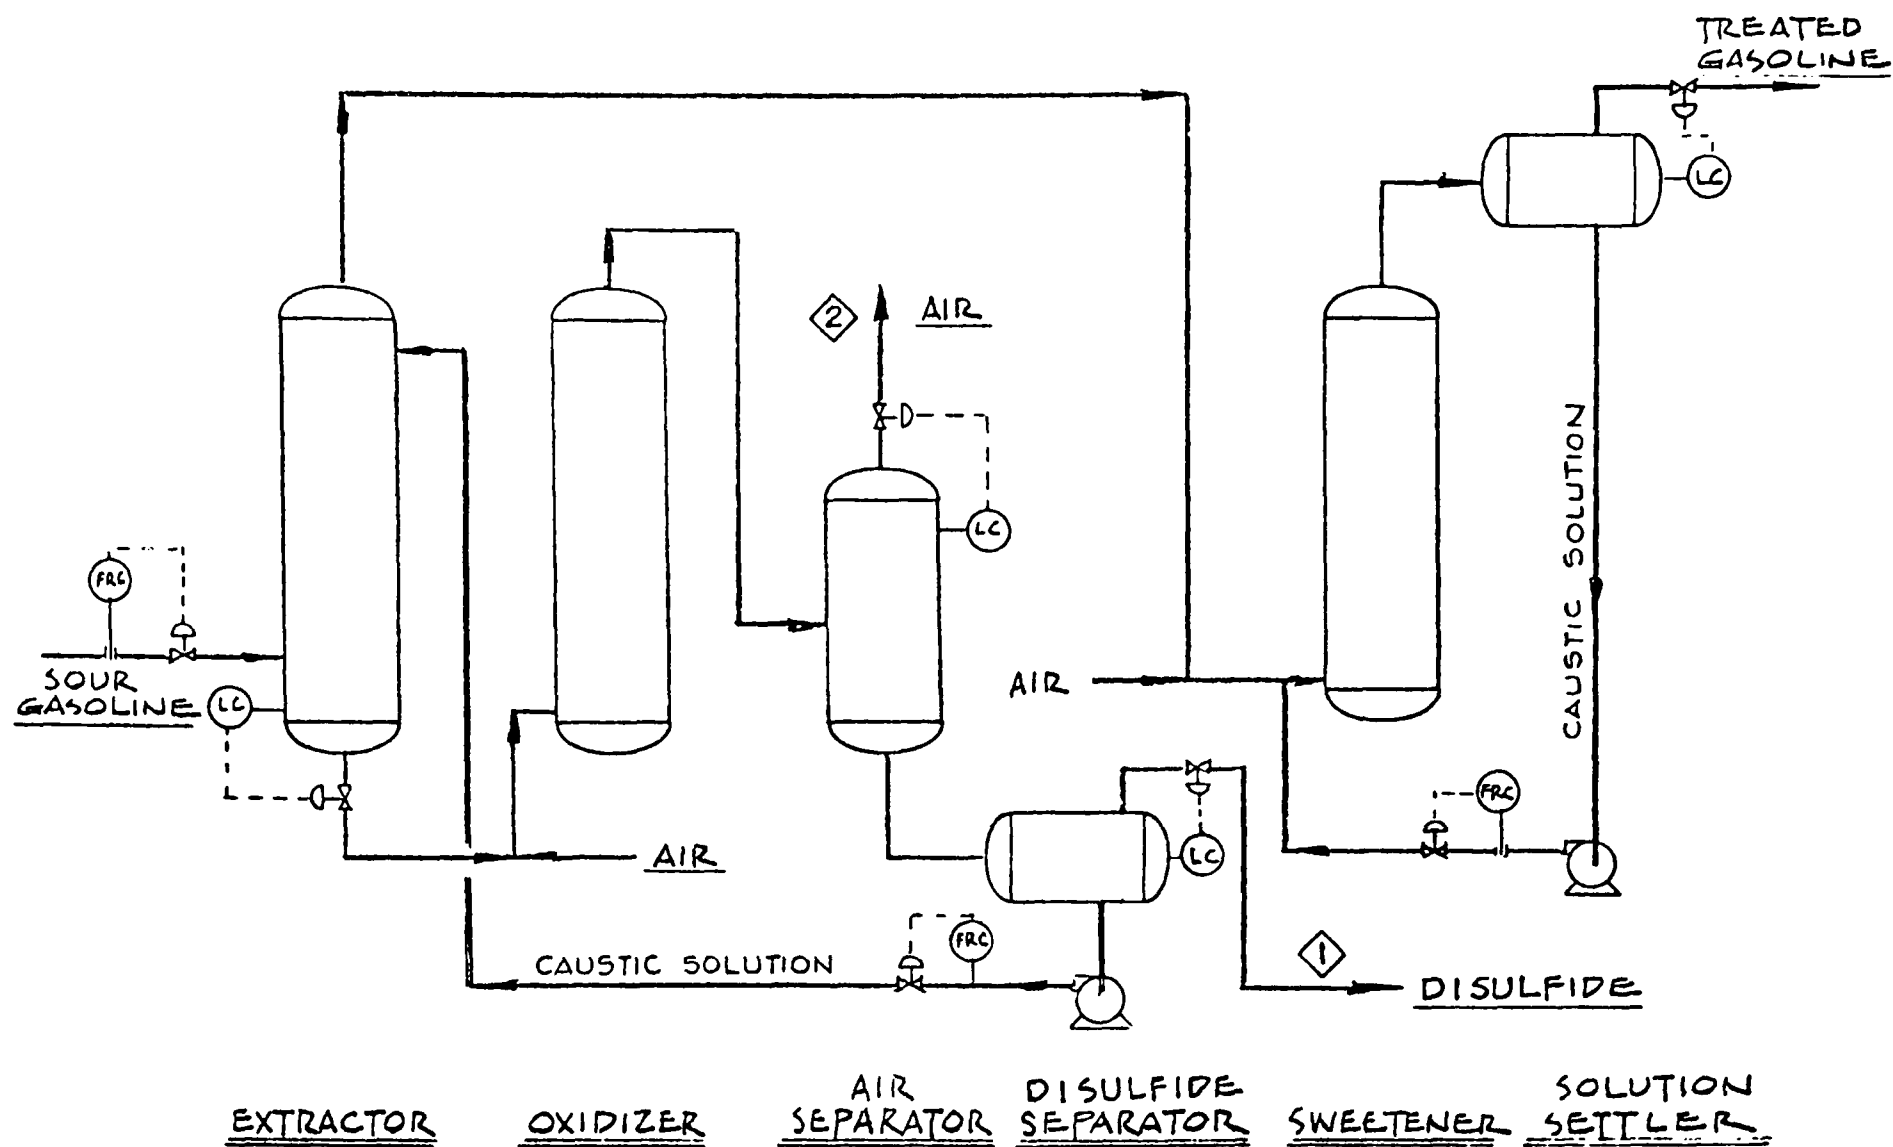 TREATED
GASOLINE
LC
2
AIR
LC
FRC
SOUR
GASOLINE
LC
AIR
CAUSTIC SOLUTION
FRC
AIR
LC
FRC
CAUSTIC SOLUTION
1
DISULFIDE
EXTRACTOR
OXIDIZER
AIR
SEPARATOR
DISULFIDE
SEPARATOR
SWEETENER
SOLUTION
SETTLER